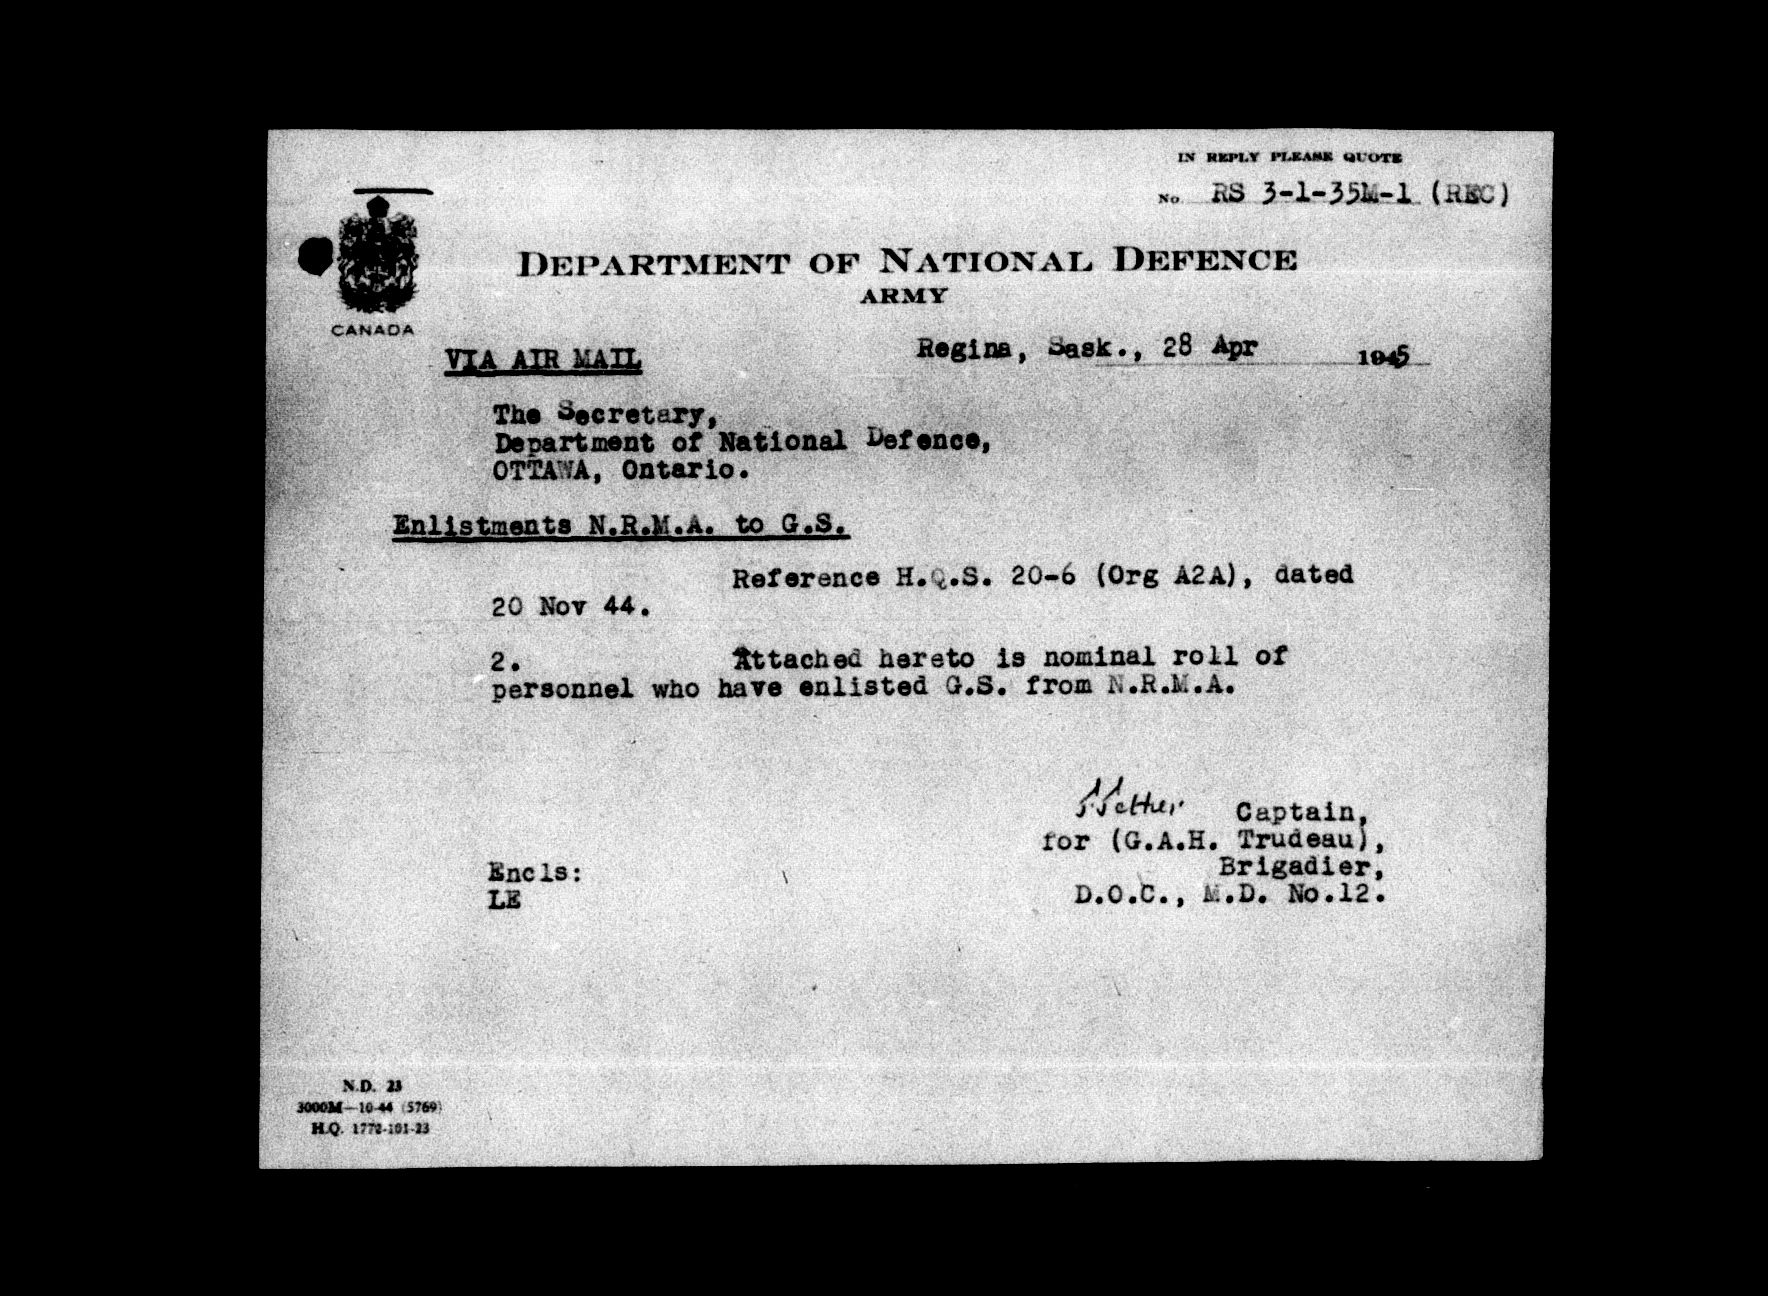 IN REPLY PLEASE QUOTE
No. RS 3-1-35M-1 (REC)
DEPARTMENT OF NATIONAL DEFENCE
ARMY
CANADA
VIA AIR MAIL
Regina, Sask., 28 Apr 1945
The Secretary,
Department of National Defence,
OTTAWA, Ontario.
Enlistments N.R.M.A. to G.S.
Reference H.Q.S. 20-6 (Org A2A), dated
20 Nov 44.
2. Attached hereto is nominal roll of
personnel who have enlisted G.S. from N.R.M.A.
Captain,
for (G.A.H. Trudeau),
Brigadier,
D.O.C., M.D. No.12.
Encls:
LE
N.D. 23
3000M—10-44 (5769)
H.Q. 1772-101-23